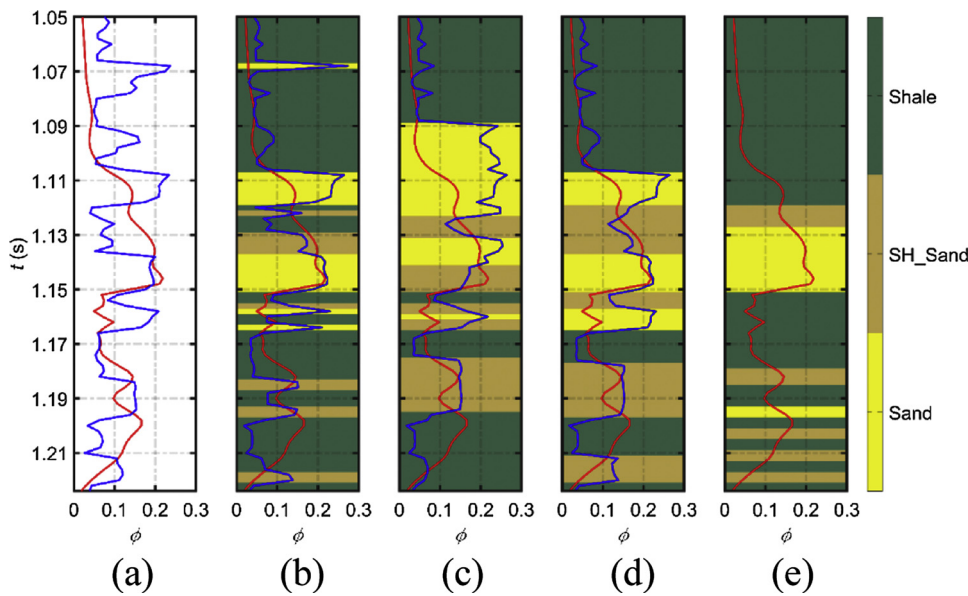 1.05
1.07
1.09
1.11
1.13
1.15
1.17
1.19
1.21
t (s)
0 0.1 0.2 0.3 0 0.1 0.2 0.3 0 0.1 0.2 0.3 0 0.1 0.2 0.3 0 0.1 0.2 0.3
ϕ ϕ ϕ ϕ ϕ
(a) (b) (c) (d) (e)
Shale
SH_Sand
Sand